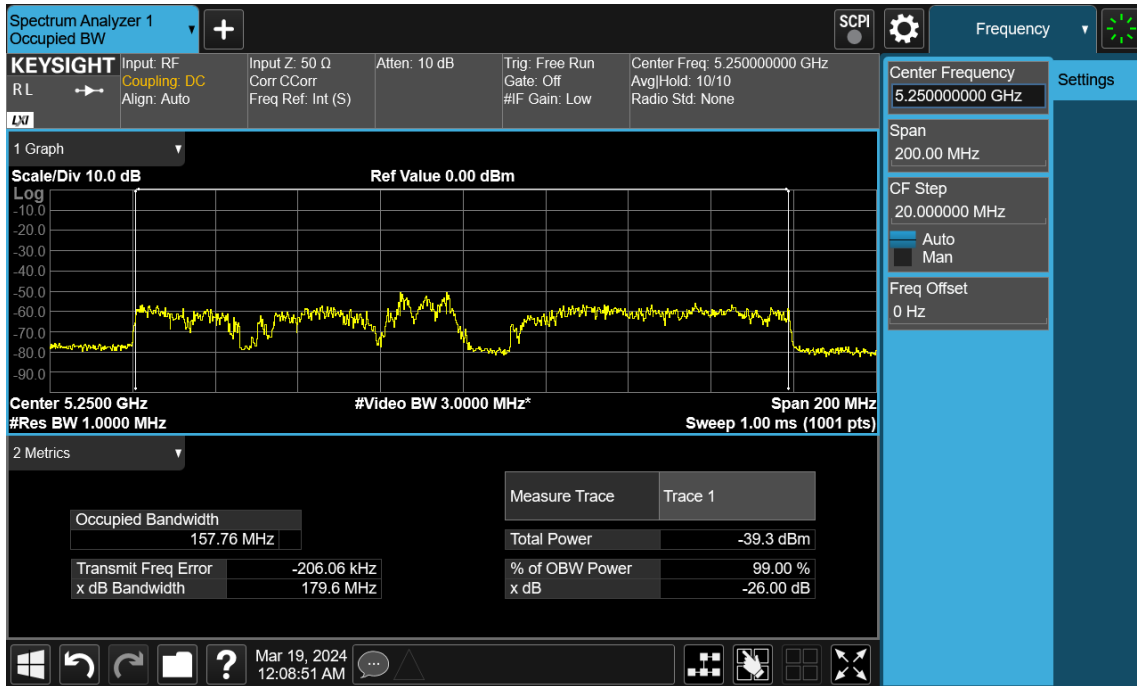 Spectrum Analyzer 1
Occupied BW
+
SCPI
Frequency
KEYSIGHT
RL
LXI
Input: RF
Coupling: DC
Align: Auto
Input Z: 50 Ω
Corr CCorr
Freq Ref: Int (S)
Atten: 10 dB
Trig: Free Run
Gate: Off
#IF Gain: Low
Center Freq: 5.250000000 GHz
Avg|Hold: 10/10
Radio Std: None
Center Frequency
5.250000000 GHz
Settings
Span
200.00 MHz
CF Step
20.000000 MHz
Auto
Man
Freq Offset
0 Hz
1 Graph
Scale/Div 10.0 dB
Ref Value 0.00 dBm
Log
-10.0
-20.0
-30.0
-40.0
-50.0
-60.0
-70.0
-80.0
-90.0
Center 5.2500 GHz
#Video BW 3.0000 MHz*
Span 200 MHz
#Res BW 1.0000 MHz
Sweep 1.00 ms (1001 pts)
2 Metrics
Measure Trace Trace 1
Occupied Bandwidth
157.76 MHz
Total Power -39.3 dBm
Transmit Freq Error -206.06 kHz
% of OBW Power 99.00 %
x dB Bandwidth 179.6 MHz
x dB -26.00 dB
?
Mar 19, 2024
12:08:51 AM